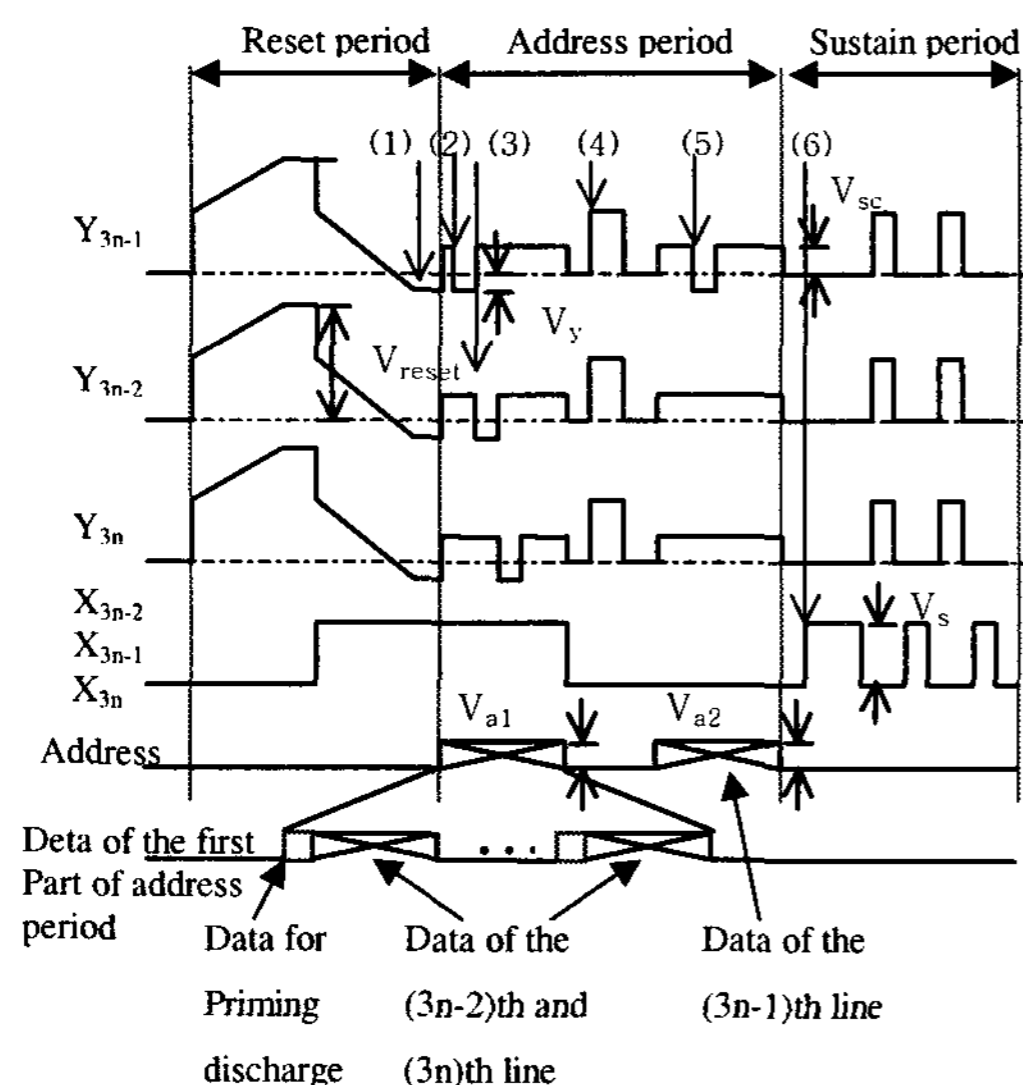 Reset period Address period Sustain period
(1) (2) (3) (4) (5) (6)
Vsc
Y3n-1
Vy
Vreset
Y3n-2
Y3n
X3n-2
X3n-1
X3n
Vs
Va1 Va2
Address
Deta of the first
Part of address
period
Data for
Priming
discharge
Data of the
(3n-2)th and
(3n)th line
Data of the
(3n-1)th line